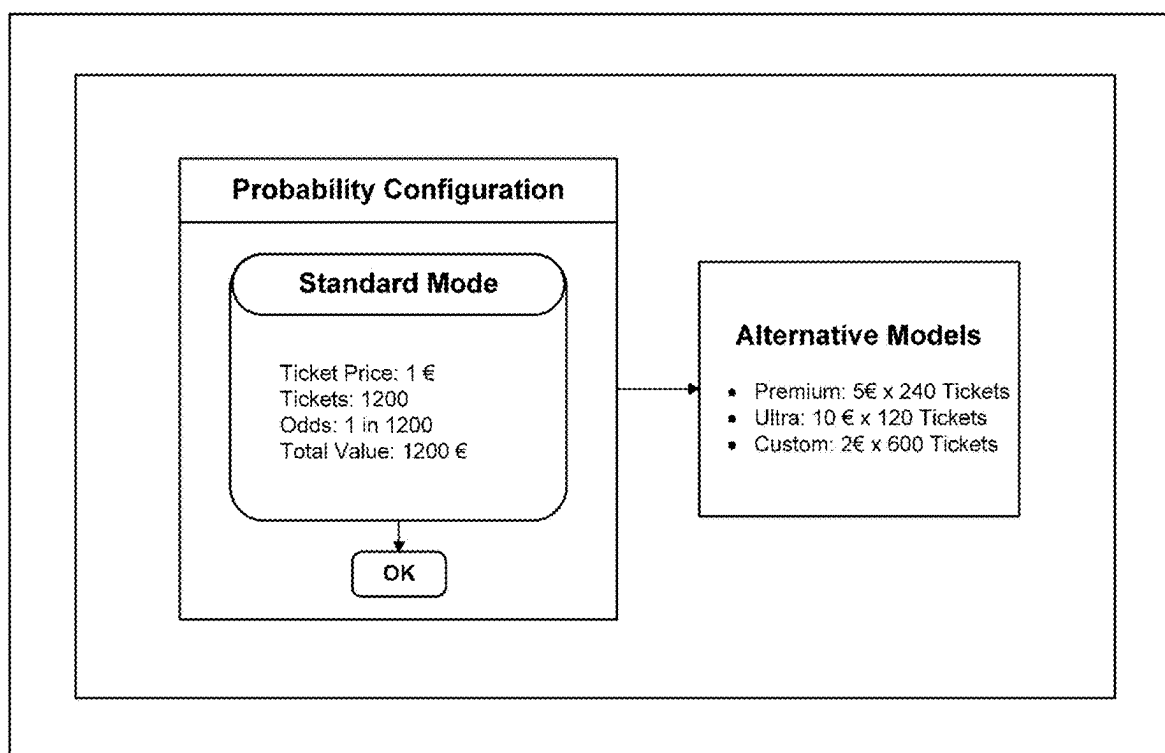 Probability Configuration
Standard Mode
Ticket Price: 1 €
Tickets: 1200
Odds: 1 in 1200
Total Value: 1200 €
OK
Alternative Models
• Premium: 5€ x 240 Tickets
• Ultra: 10 € x 120 Tickets
• Custom: 2€ x 600 Tickets